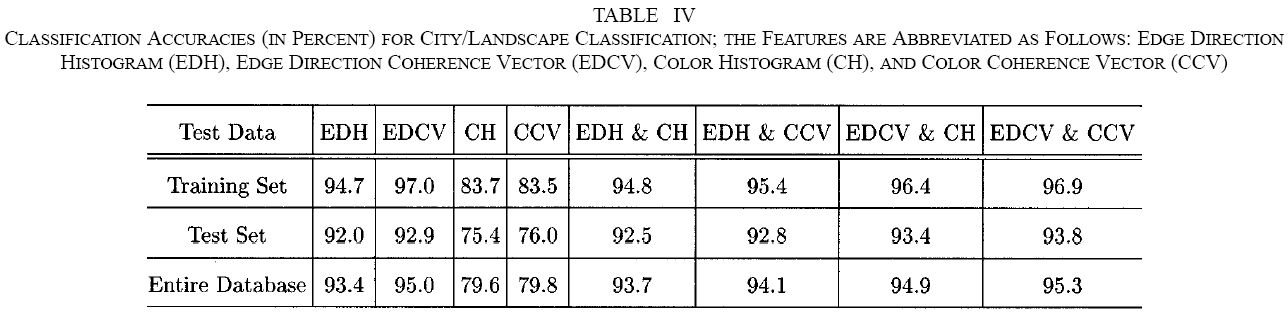 TABLE IV
CLASSIFICATION ACCURACIES (IN PERCENT) FOR CITY/LANDSCAPE CLASSIFICATION; THE FEATURES ARE ABBREVIATED AS FOLLOWS: EDGE DIRECTION
HISTOGRAM (EDH), EDGE DIRECTION COHERENCE VECTOR (EDCV), COLOR HISTOGRAM (CH), AND COLOR COHERENCE VECTOR (CCV)
Test Data EDH EDCV CH CCV EDH & CH EDH & CCV EDCV & CH EDCV & CCV
Training Set 94.7 97.0 83.7 83.5 94.8 95.4 96.4 96.9
Test Set 92.0 92.9 75.4 76.0 92.5 92.8 93.4 93.8
Entire Database 93.4 95.0 79.6 79.8 93.7 94.1 94.9 95.3